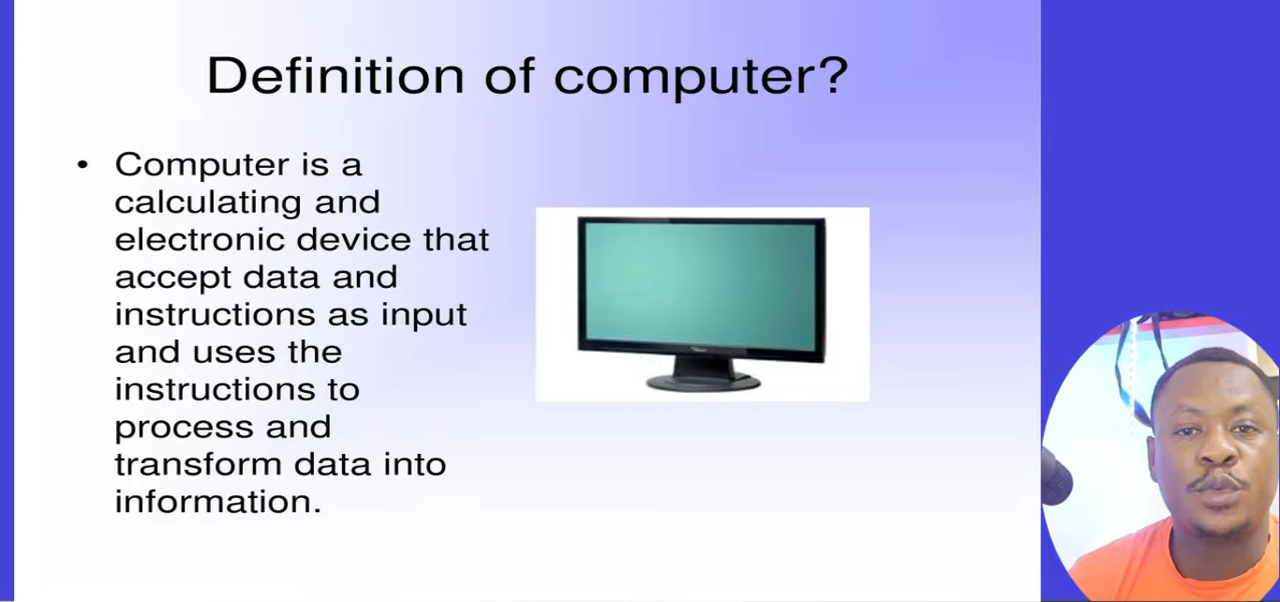 Definition of computer?
• Computer is a
calculating and
electronic device that
accept data and
instructions as input
and uses the
instructions to
process and
transform data into
information.